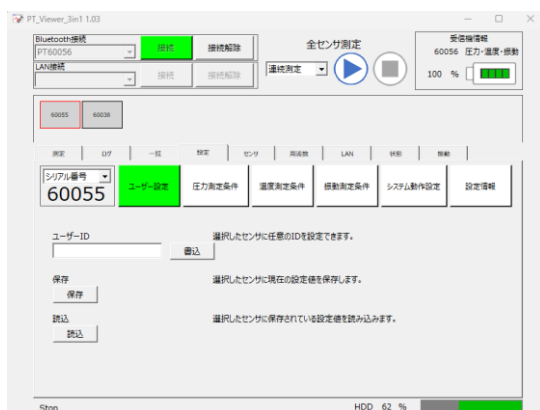 PT_Viewer_3in1 1.03
Bluetooth接続
PT60056
接続
接続解除
LAN接続
接続
接続解除
全センサ測定
連続測定
受信機情報
60056 圧力・温度・振動
100 %
60055
60038
測定
ログ
一括
設定
センサ
周波数
LAN
状態
振動
シリアル番号
60055
ユーザー設定
圧力測定条件
温度測定条件
振動測定条件
システム動作設定
設定情報
ユーザーID
選択したセンサに任意のIDを設定できます。
書込
保存
選択したセンサに現在の設定値を保存します。
保存
読込
選択したセンサに保存されている設定値を読み込みます。
読込
Stop
HDD 62 %